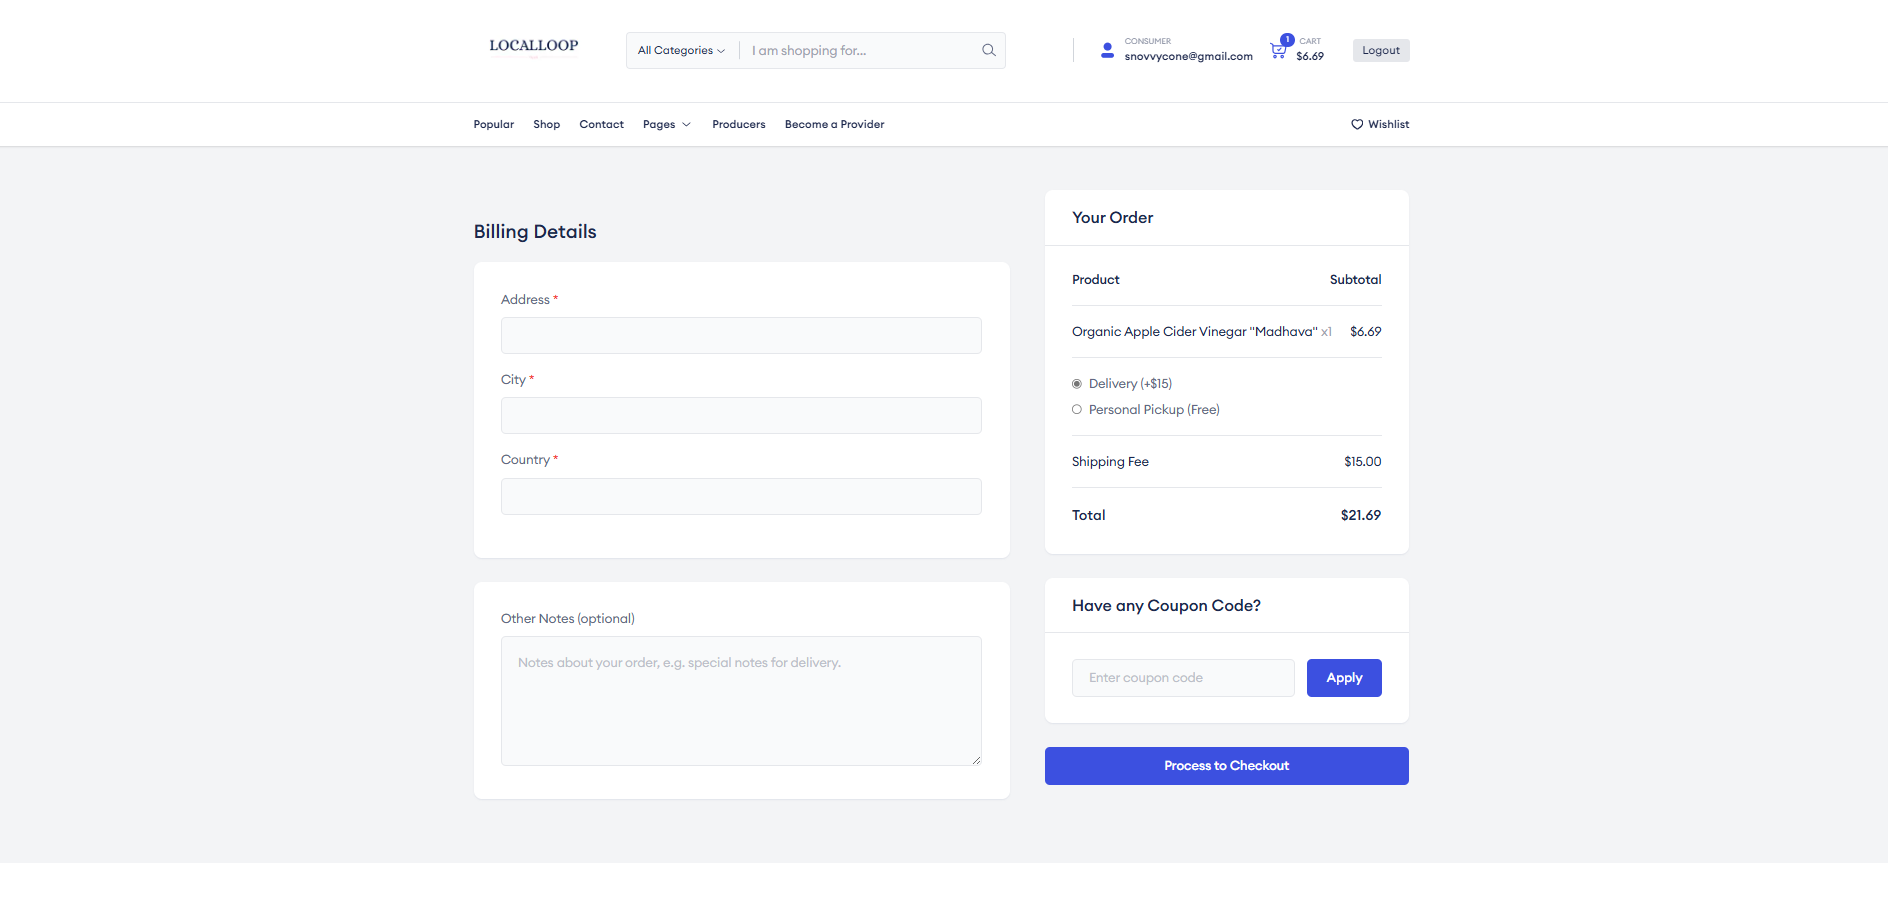 LOCALLOOP
All Categories
I am shopping for...
CONSUMER
snovvycone@gmail.com
1
CART
$6.69
Logout
Popular
Shop
Contact
Pages
Producers
Become a Provider
Wishlist
Billing Details
Address *
City *
Country *
Other Notes (optional)
Notes about your order, e.g. special notes for delivery.
Your Order
Product Subtotal
Organic Apple Cider Vinegar "Madhava" x1 $6.69
Delivery (+$15)
Personal Pickup (Free)
Shipping Fee $15.00
Total $21.69
Have any Coupon Code?
Enter coupon code
Apply
Process to Checkout